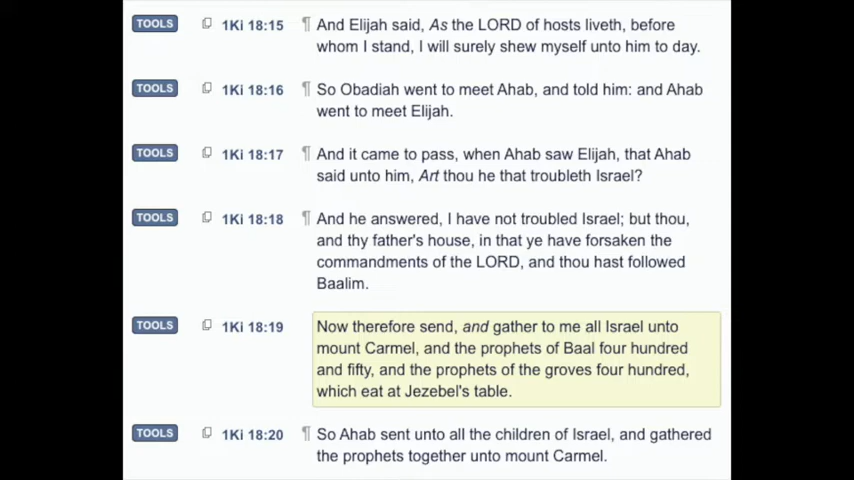 TOOLS 1Ki 18:15 ¶ And Elijah said, As the LORD of hosts liveth, before
whom I stand, I will surely shew myself unto him to day.
TOOLS 1Ki 18:16 ¶ So Obadiah went to meet Ahab, and told him: and Ahab
went to meet Elijah.
TOOLS 1Ki 18:17 ¶ And it came to pass, when Ahab saw Elijah, that Ahab
said unto him, Art thou he that troubleth Israel?
TOOLS 1Ki 18:18 ¶ And he answered, I have not troubled Israel; but thou,
and thy father's house, in that ye have forsaken the
commandments of the LORD, and thou hast followed
Baalim.
TOOLS 1Ki 18:19 Now therefore send, and gather to me all Israel unto
mount Carmel, and the prophets of Baal four hundred
and fifty, and the prophets of the groves four hundred,
which eat at Jezebel's table.
TOOLS 1Ki 18:20 ¶ So Ahab sent unto all the children of Israel, and gathered
the prophets together unto mount Carmel.